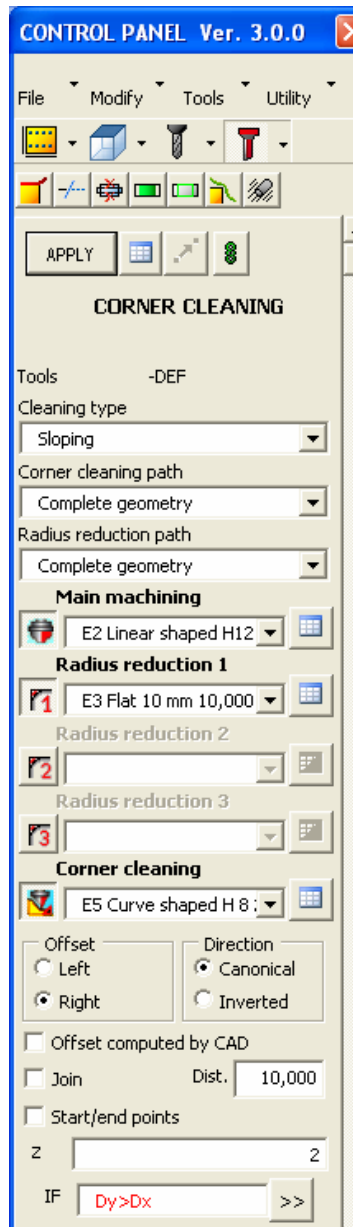 CONTROL PANEL Ver. 3.0.0
File Modify Tools Utility
APPLY
CORNER CLEANING
Tools -DEF
Cleaning type
Sloping
Corner cleaning path
Complete geometry
Radius reduction path
Complete geometry
Main machining
E2 Linear shaped H12
Radius reduction 1
1 E3 Flat 10 mm 10,000
Radius reduction 2
2
Radius reduction 3
3
Corner cleaning
E5 Curve shaped H 8
Offset Direction
Left Canonical
Right Inverted
Offset computed by CAD
Join Dist. 10,000
Start/end points
Z 2
IF Dy>Dx >>